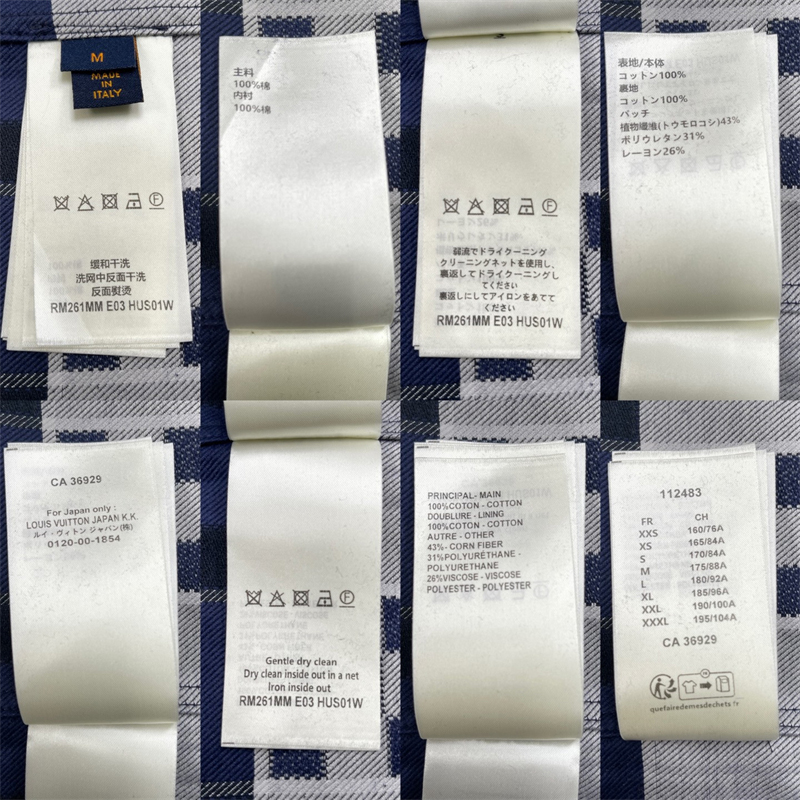 M
MADE
IN
ITALY
缓和干洗
洗网中反面干洗
反面熨烫
RM261MM E03 HUS01W
主料
100%棉
内衬
100%棉
弱流でドライクーニング
クリーニングネットを使用し、
裏返してドライクーニングし
てください
裏返しにしてアイロンをあてて
ください
RM261MM E03 HUS01W
表地/本体
コットン100%
裏地
コットン100%
パッチ
植物繊維(トウモロコシ)43%
ポリウレタン31%
レーヨン26%
CA 36929
For Japan only :
LOUIS VUITTON JAPAN K.K.
ルイ・ヴィトン ジャパン(株)
0120-00-1854
Gentle dry clean
Dry clean inside out in a net
Iron inside out
RM261MM E03 HUS01W
PRINCIPAL- MAIN
100%COTON - COTTON
DOUBLURE - LINING
100%COTON - COTTON
AUTRE - OTHER
43%- CORN FIBER
31%POLYURÉTHANE -
POLYURETHANE
26%VISCOSE - VISCOSE
POLYESTER - POLYESTER
112483
FR CH
XXS 160/76A
XS 165/84A
S 170/84A
M 175/88A
L 180/92A
XL 185/96A
XXL 190/100A
XXXL 195/104A
CA 36929
FR
quefairedemesdechets.fr